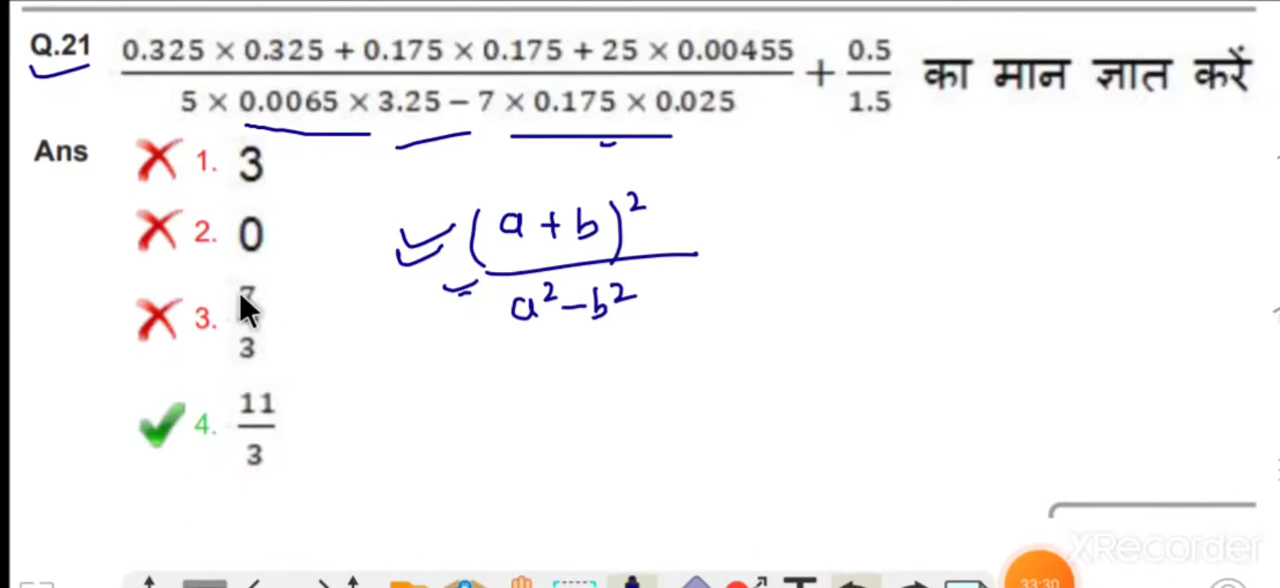 Q.21 0.325 × 0.325 + 0.175 × 0.175 + 25 × 0.00455 / 5 × 0.0065 × 3.25 − 7 × 0.175 × 0.025 + 0.5 / 1.5 का मान ज्ञात करें
Ans
1. 3
2. 0
3. 7/3
4. 11/3
(a + b)²
a² − b²
XRecorder
33:30